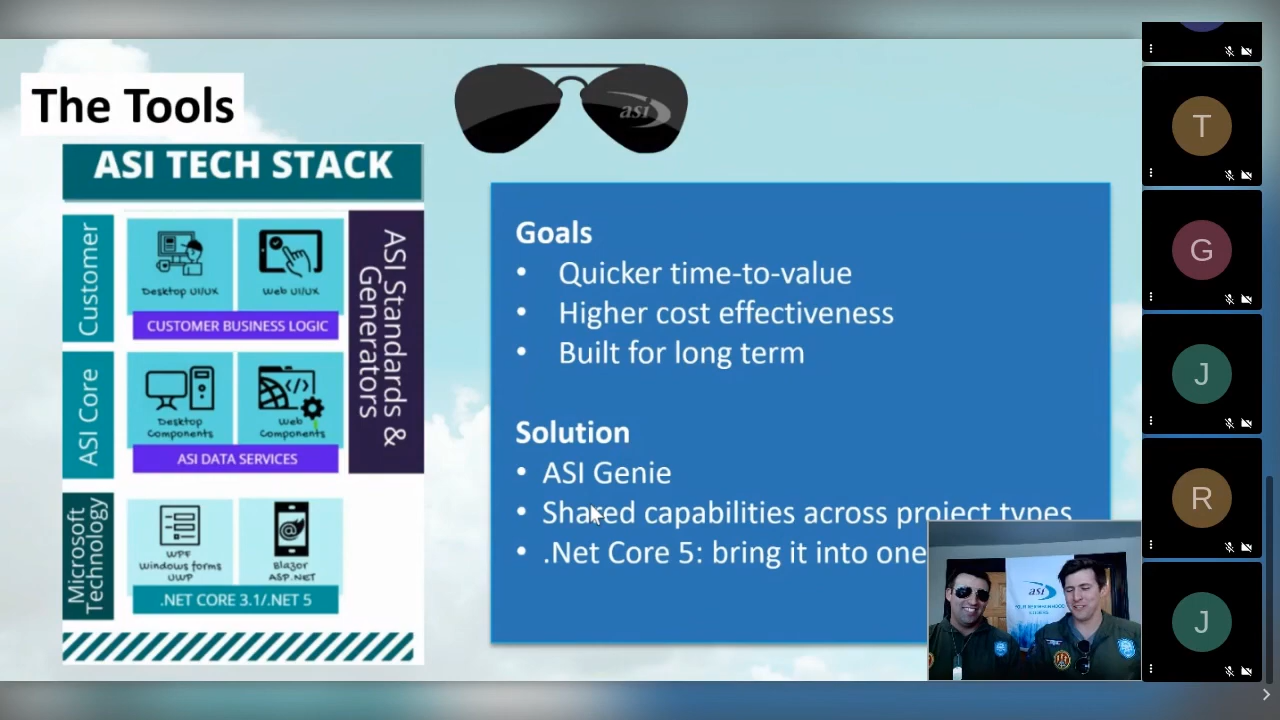 The Tools
asi
ASI TECH STACK
Customer
Desktop UI/UX
Web UI/UX
CUSTOMER BUSINESS LOGIC
ASI Standards & Generators
ASI Core
Desktop Components
Web Components
ASI DATA SERVICES
Microsoft Technology
WPF
Windows forms
UWP
Blazor
ASP.NET
.NET CORE 3.1/.NET 5
Goals
• Quicker time-to-value
• Higher cost effectiveness
• Built for long term
Solution
• ASI Genie
• Shared capabilities across project types
• .Net Core 5: bring it into one
asi
T
G
J
R
J